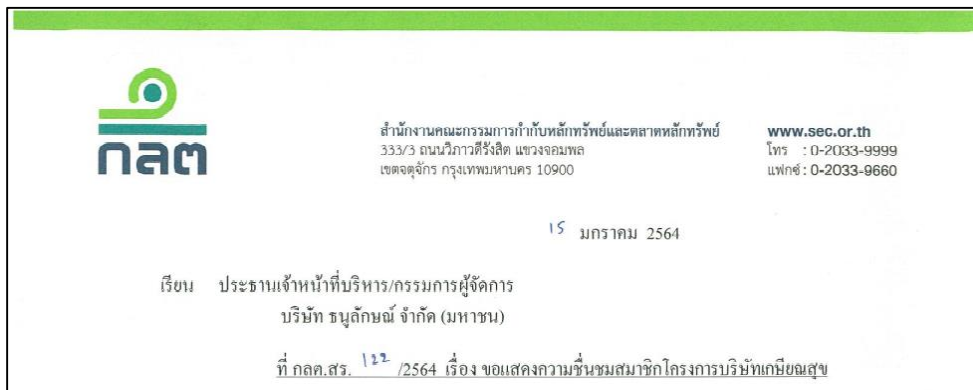 กลต
สำนักงานคณะกรรมการกำกับหลักทรัพย์และตลาดหลักทรัพย์
333/3 ถนนวิภาวดีรังสิต แขวงจอมพล
เขตจตุจักร กรุงเทพมหานคร 10900
www.sec.or.th
โทร : 0-2033-9999
แฟกซ์ : 0-2033-9660
15 มกราคม 2564
เรียน ประธานเจ้าหน้าที่บริหาร/กรรมการผู้จัดการ
บริษัท ธนูลักษณ์ จำกัด (มหาชน)
ที่ กลต.สร. 122 /2564 เรื่อง ขอแสดงความชื่นชมสมาชิกโครงการบริษัทเกษียณสุข